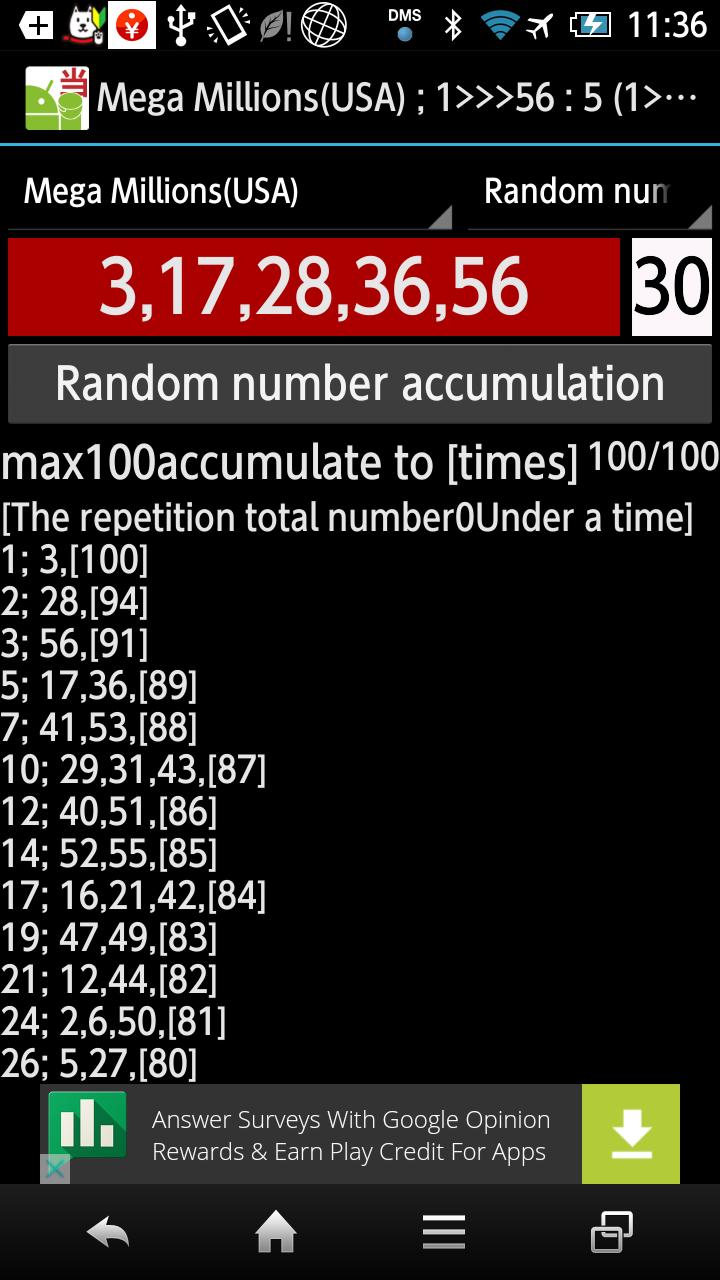 DMS
11:36
当
Mega Millions(USA) ; 1>>>56 : 5 (1>···
Mega Millions(USA)
Random num
3,17,28,36,56
30
Random number accumulation
max100accumulate to [times] 100/100
[The repetition total number0Under a time]
1; 3,[100]
2; 28,[94]
3; 56,[91]
5; 17,36,[89]
7; 41,53,[88]
10; 29,31,43,[87]
12; 40,51,[86]
14; 52,55,[85]
17; 16,21,42,[84]
19; 47,49,[83]
21; 12,44,[82]
24; 2,6,50,[81]
26; 5,27,[80]
Answer Surveys With Google Opinion
Rewards & Earn Play Credit For Apps